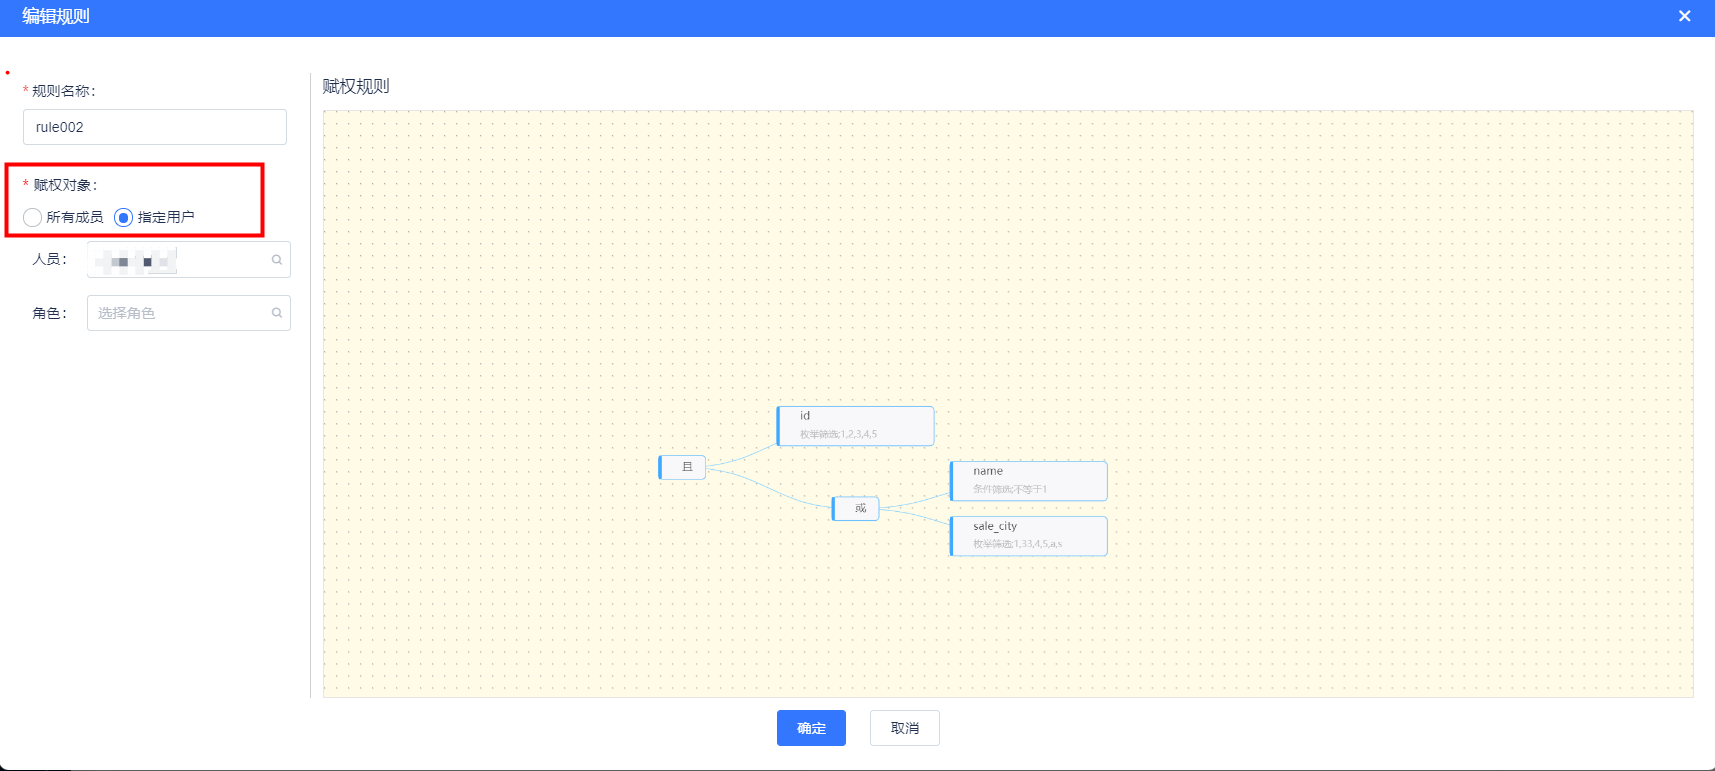 编辑规则
* 规则名称：
rule002
* 赋权对象：
所有成员 指定用户
人员：
角色： 选择角色
赋权规则
id
枚举筛选;1,2,3,4,5
且
name
条件筛选;不等于1
或
sale_city
枚举筛选;1,33,4,5,a,s
确定 取消